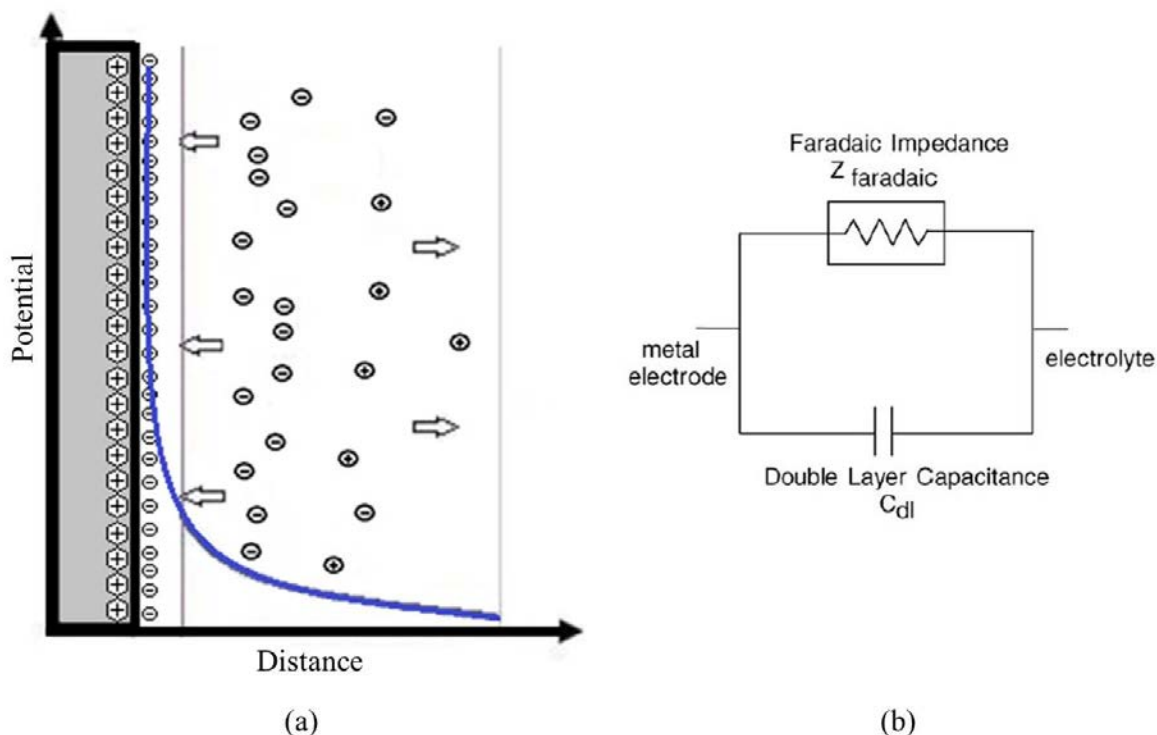 Potential
Distance
(a)
Faradaic Impedance
Z faradaic
metal
electrode
electrolyte
Double Layer Capacitance
Cdl
(b)